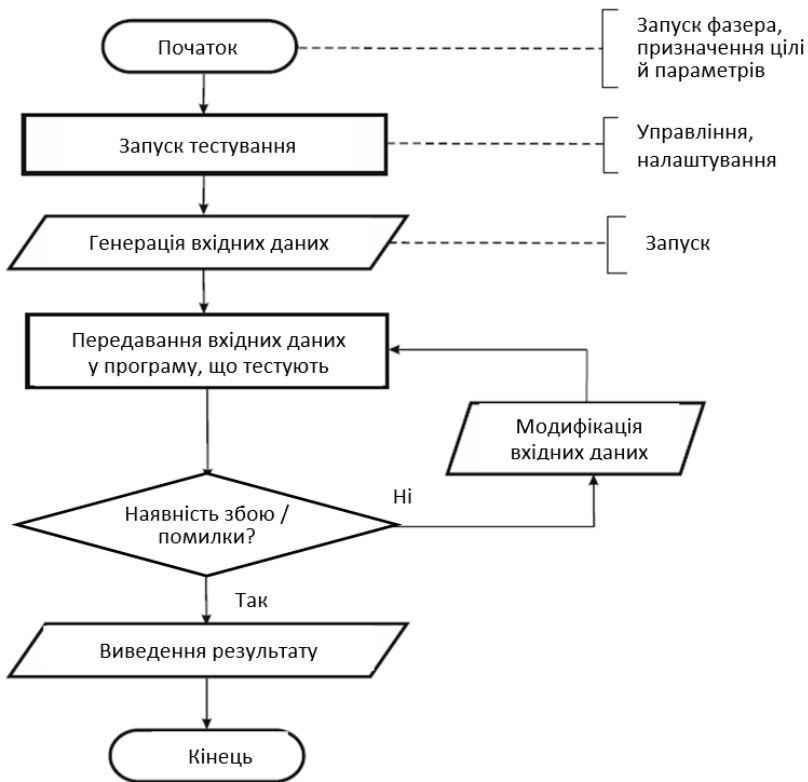 Початок
Запуск фазера,
призначення цілі
й параметрів
Запуск тестування
Управління,
налаштування
Генерація вхідних даних
Запуск
Передавання вхідних даних
у програму, що тестують
Модифікація
вхідних даних
Наявність збою /
помилки?
Ні
Так
Виведення результату
Кінець